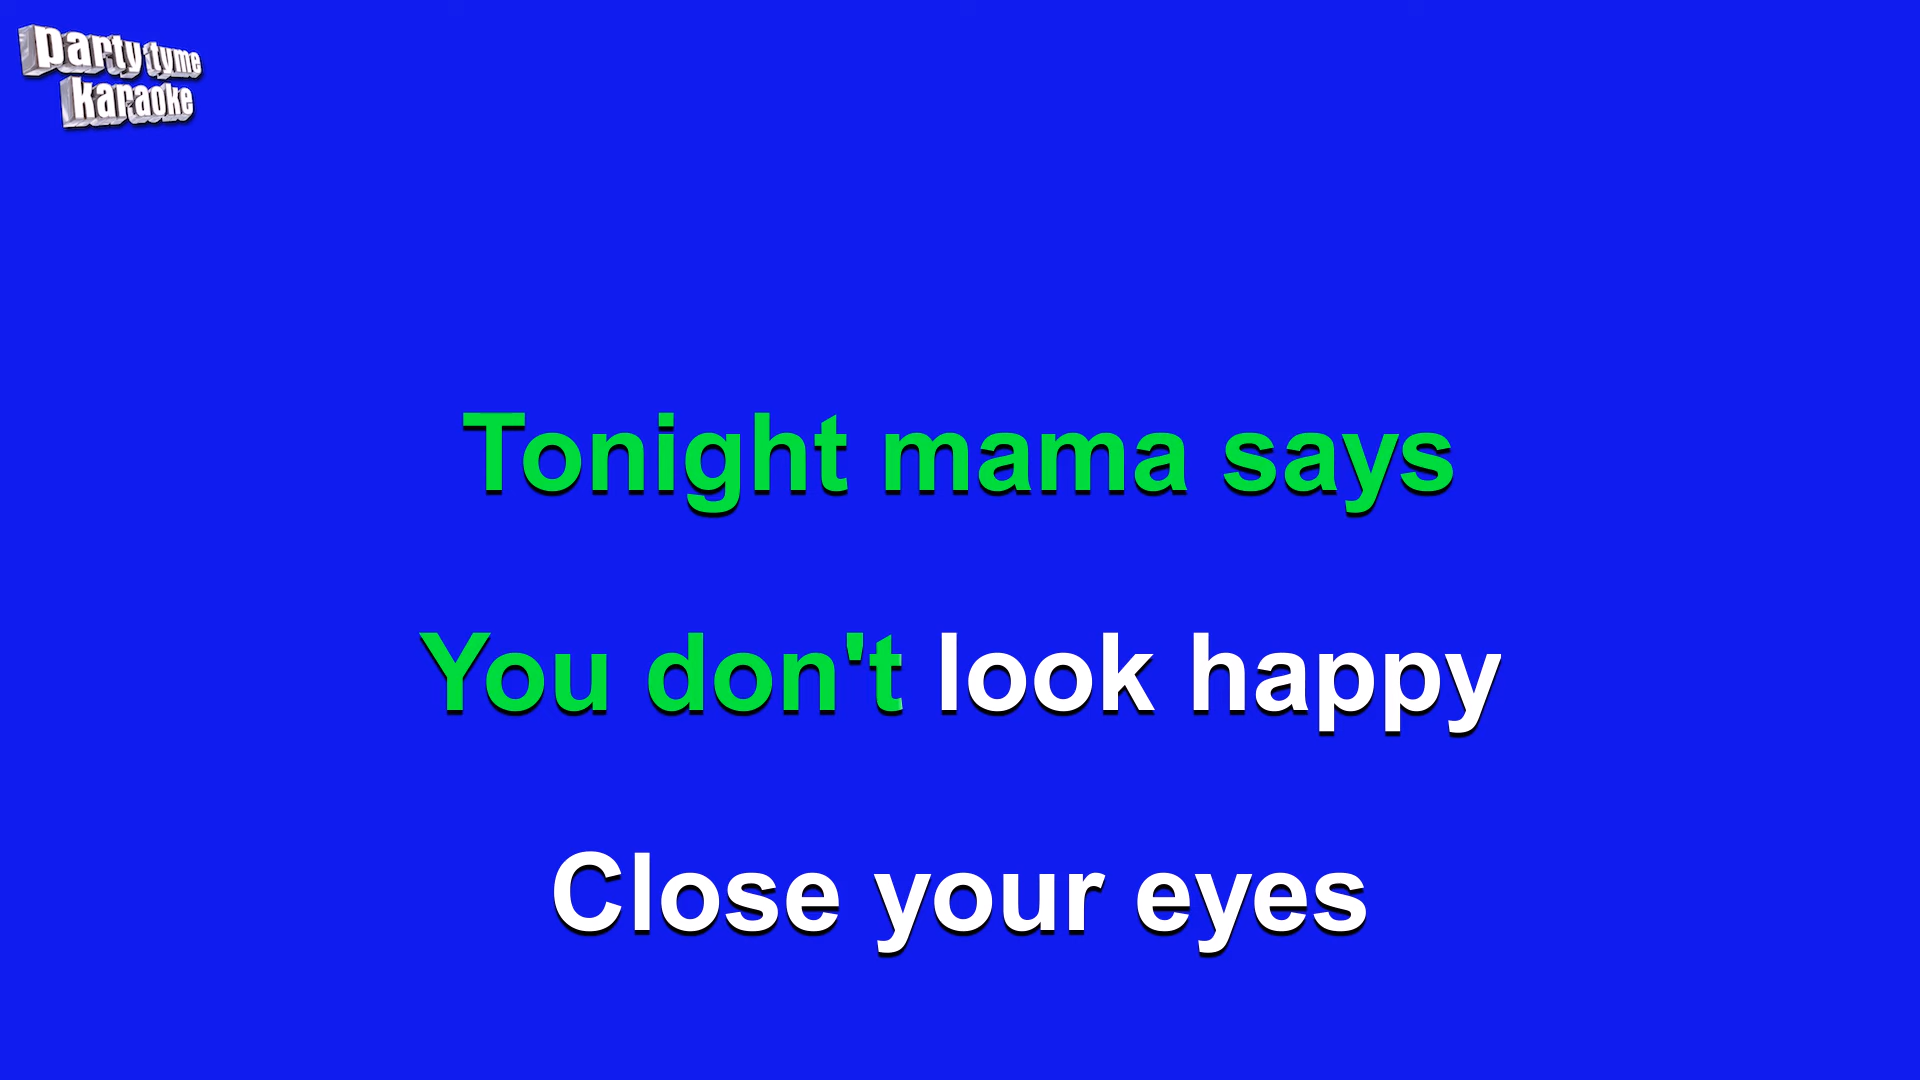 party tyme
karaoke
Tonight mama says
You don't look happy
Close your eyes